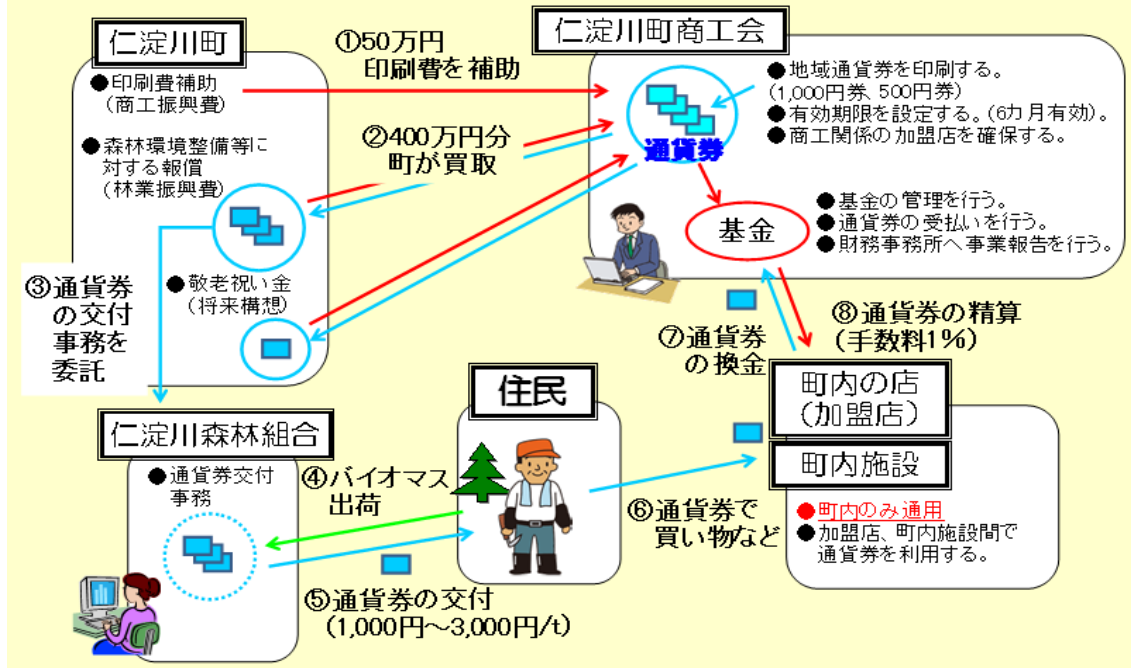 仁淀川町
●印刷費補助
(商工振興費)
●森林環境整備等に
対する報償
(林業振興費)
●敬老祝い金
(将来構想)
①50万円
印刷費を補助
②400万円分
町が買取
仁淀川町商工会
通貨券
●地域通貨券を印刷する。
(1,000円券、500円券)
●有効期限を設定する。(6カ月有効)。
●商工関係の加盟店を確保する。
基金
●基金の管理を行う。
●通貨券の受払いを行う。
●財務事務所へ事業報告を行う。
③通貨券
の交付
事務を
委託
⑦通貨券
の換金
⑧通貨券の精算
(手数料1%)
仁淀川森林組合
●通貨券交付
事務
④バイオマス
出荷
⑤通貨券の交付
(1,000円～3,000円/t)
住民
⑥通貨券で
買い物など
町内の店
(加盟店)
町内施設
●町内のみ通用
●加盟店、町内施設間で
通貨券を利用する。